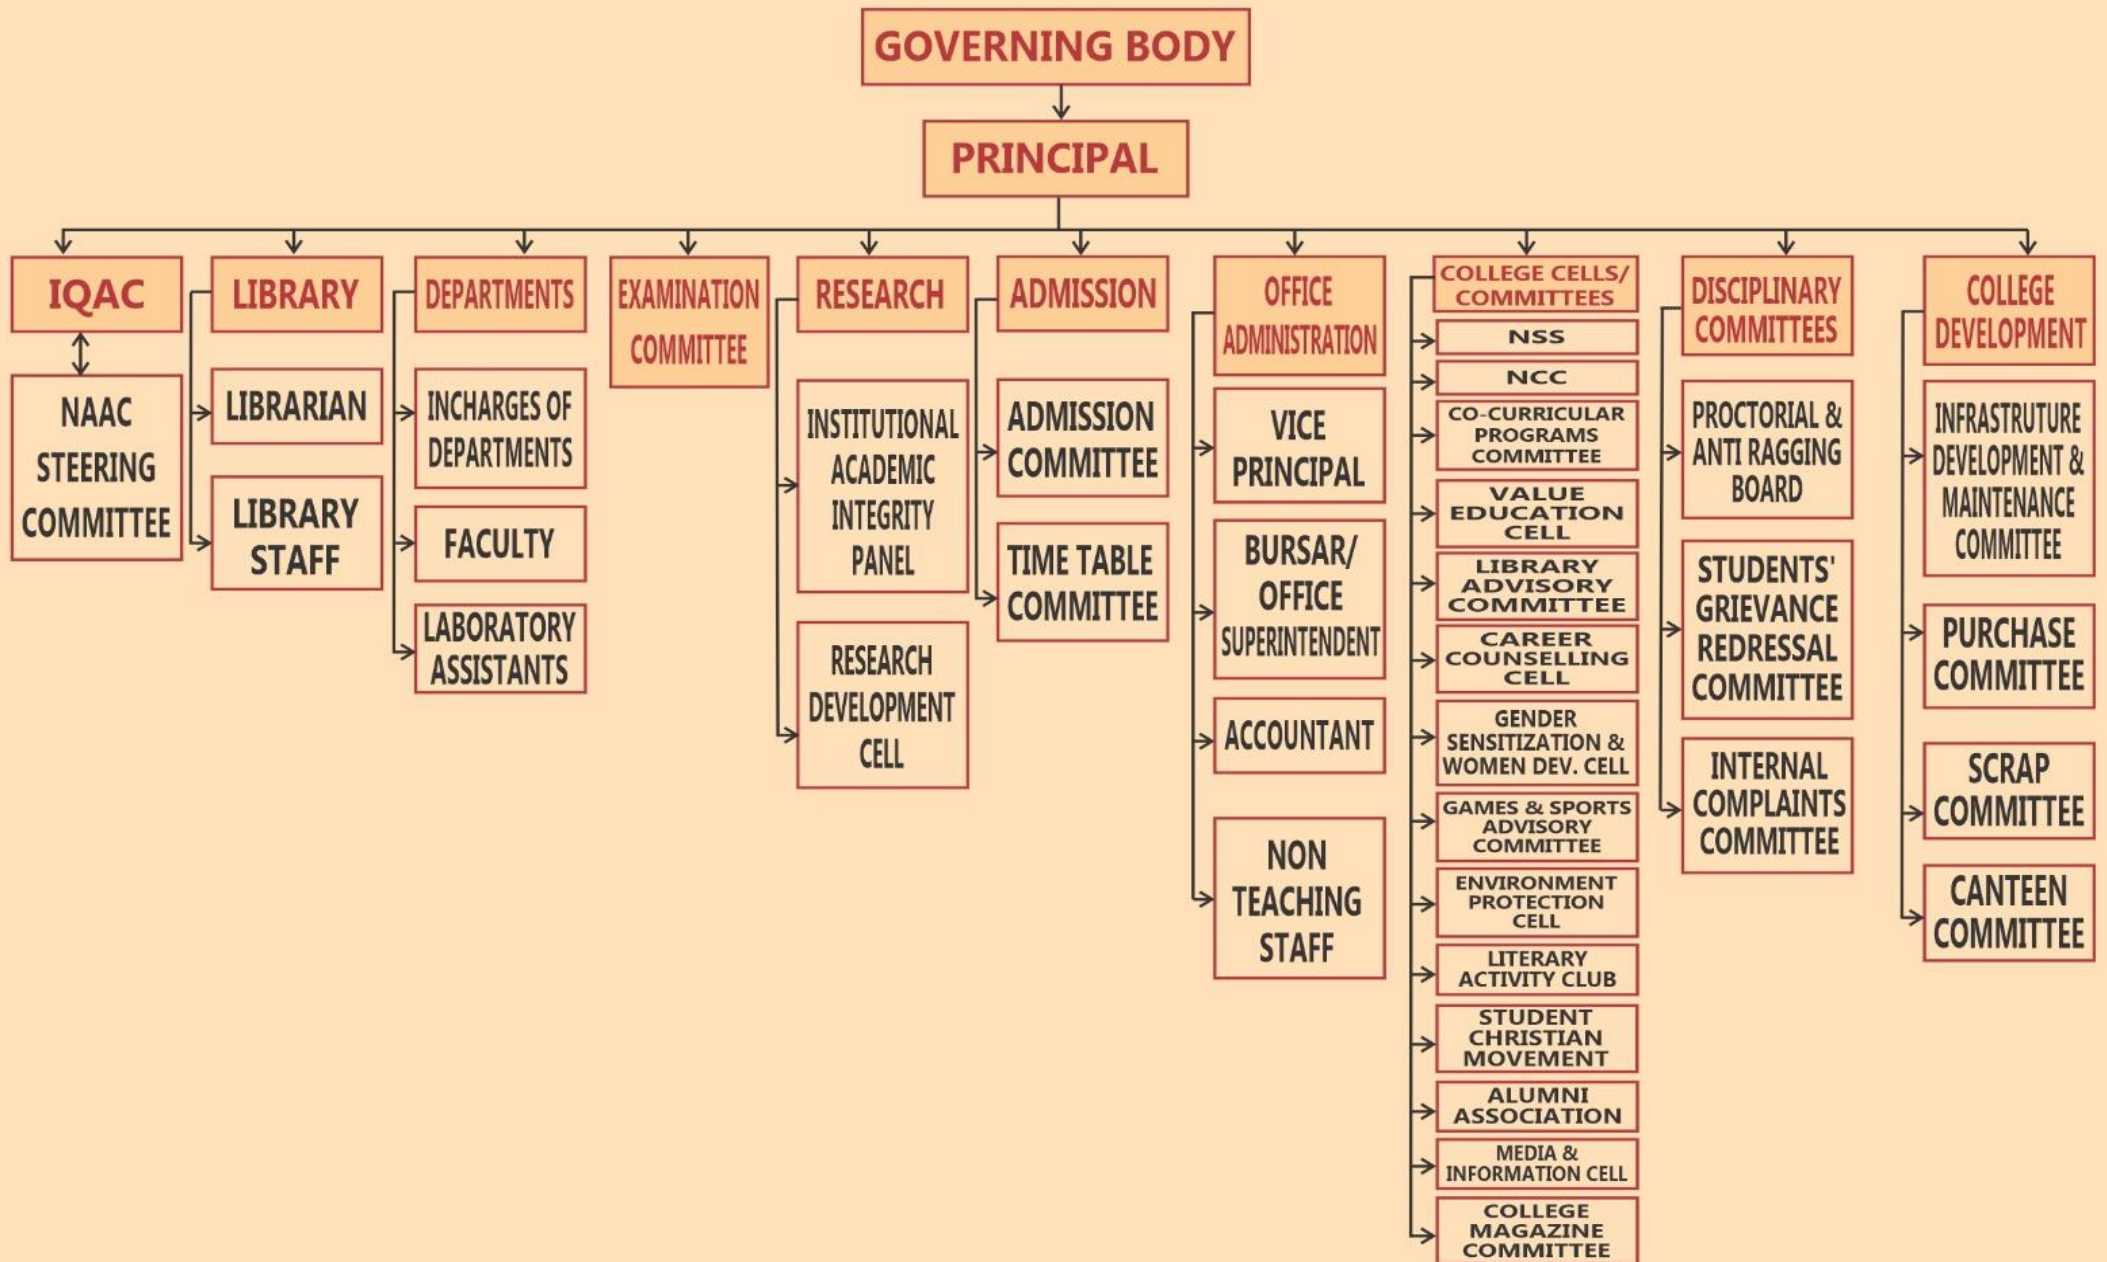 GOVERNING BODY
PRINCIPAL
IQAC
NAAC
STEERING
COMMITTEE
LIBRARY
LIBRARIAN
LIBRARY
STAFF
DEPARTMENTS
INCHARGES OF
DEPARTMENTS
FACULTY
LABORATORY
ASSISTANTS
EXAMINATION
COMMITTEE
RESEARCH
INSTITUTIONAL
ACADEMIC
INTEGRITY
PANEL
RESEARCH
DEVELOPMENT
CELL
ADMISSION
ADMISSION
COMMITTEE
TIME TABLE
COMMITTEE
OFFICE
ADMINISTRATION
VICE
PRINCIPAL
BURSAR/
OFFICE
SUPERINTENDENT
ACCOUNTANT
NON
TEACHING
STAFF
COLLEGE CELLS/
COMMITTEES
NSS
NCC
CO-CURRICULAR
PROGRAMS
COMMITTEE
VALUE
EDUCATION
CELL
LIBRARY
ADVISORY
COMMITTEE
CAREER
COUNSELLING
CELL
GENDER
SENSITIZATION &
WOMEN DEV. CELL
GAMES & SPORTS
ADVISORY
COMMITTEE
ENVIRONMENT
PROTECTION
CELL
LITERARY
ACTIVITY CLUB
STUDENT
CHRISTIAN
MOVEMENT
ALUMNI
ASSOCIATION
MEDIA &
INFORMATION CELL
COLLEGE
MAGAZINE
COMMITTEE
DISCIPLINARY
COMMITTEES
PROCTORIAL &
ANTI RAGGING
BOARD
STUDENTS'
GRIEVANCE
REDRESSAL
COMMITTEE
INTERNAL
COMPLAINTS
COMMITTEE
COLLEGE
DEVELOPMENT
INFRASTRUTURE
DEVELOPMENT &
MAINTENANCE
COMMITTEE
PURCHASE
COMMITTEE
SCRAP
COMMITTEE
CANTEEN
COMMITTEE